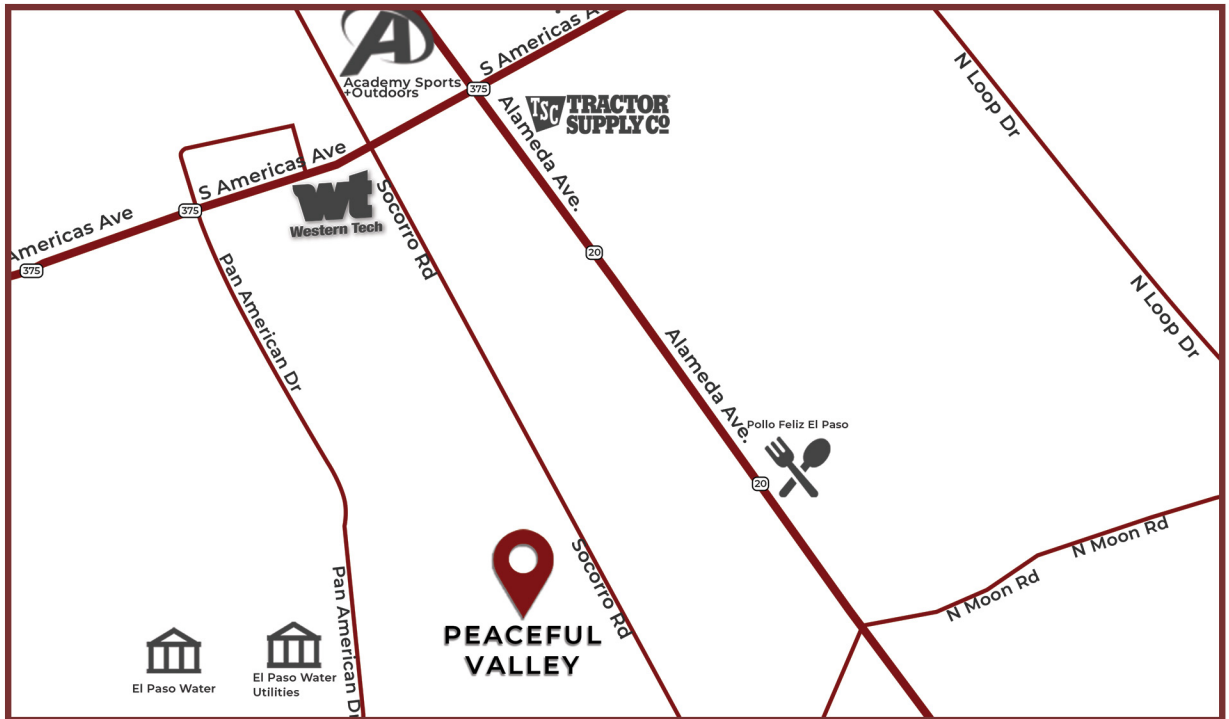 S Americas A
N Loop Dr
Academy Sports
+Outdoors
375
TSC TRACTOR
SUPPLY CO
Alameda Ave.
S Americas Ave
wt
Western Tech
Socorro Rd
375
Americas Ave
375
20
Pan American Dr
N Loop Dr
Alameda Ave.
Pollo Feliz El Paso
20
N Moon Rd
Socorro Rd
N Moon Rd
Pan American Dr
PEACEFUL
VALLEY
El Paso Water
El Paso Water
Utilities